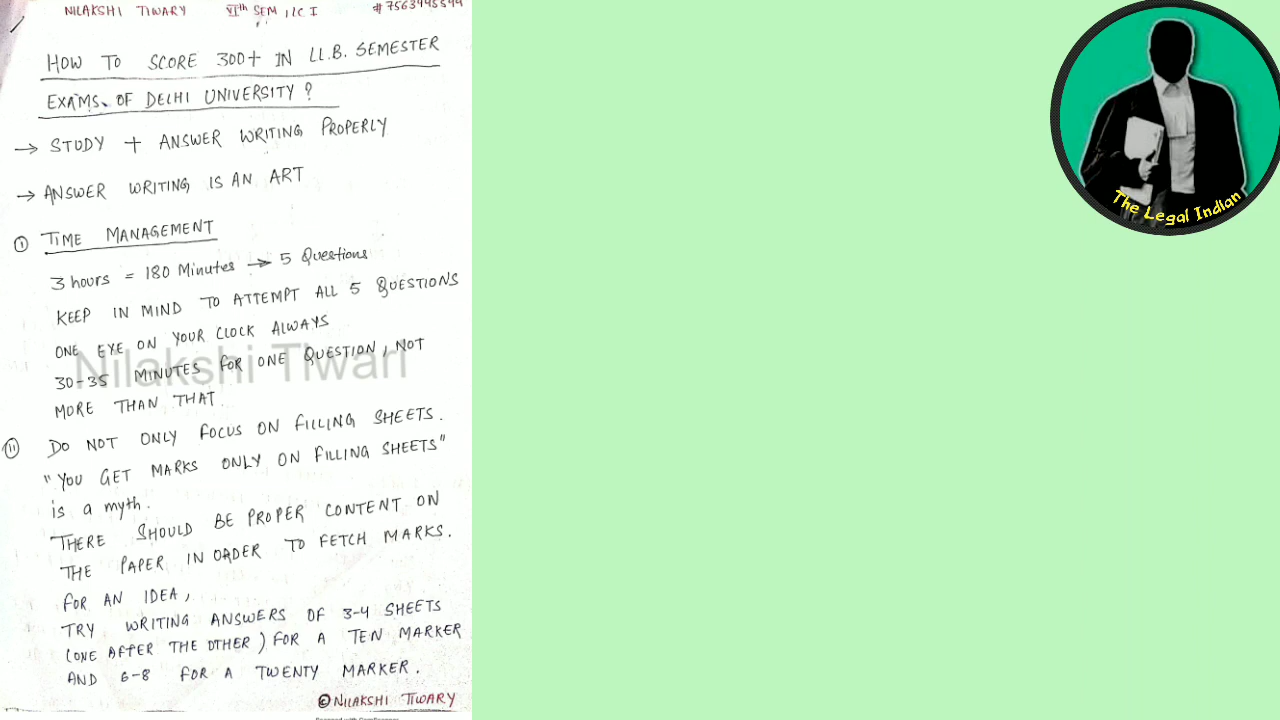 NILAKSHI TIWARY VIth SEM, LC I # 7563445544
HOW TO SCORE 300+ IN LL.B. SEMESTER
EXAMS. OF DELHI UNIVERSITY ?
→ STUDY + ANSWER WRITING PROPERLY
→ ANSWER WRITING IS AN ART
(I) TIME MANAGEMENT
3 hours = 180 Minutes → 5 Questions
KEEP IN MIND TO ATTEMPT ALL 5 QUESTIONS
ONE EYE ON YOUR CLOCK ALWAYS
30-35 MINUTES FOR ONE QUESTION, NOT
MORE THAN THAT.
(II) DO NOT ONLY FOCUS ON FILLING SHEETS.
"YOU GET MARKS ONLY ON FILLING SHEETS"
is a myth.
THERE SHOULD BE PROPER CONTENT ON
THE PAPER IN ORDER TO FETCH MARKS.
FOR AN IDEA,
TRY WRITING ANSWERS OF 3-4 SHEETS
(ONE AFTER THE OTHER) FOR A TEN MARKER
AND 6-8 FOR A TWENTY MARKER.
© NILAKSHI TIWARY
Nilakshi Tiwari
The Legal Indian